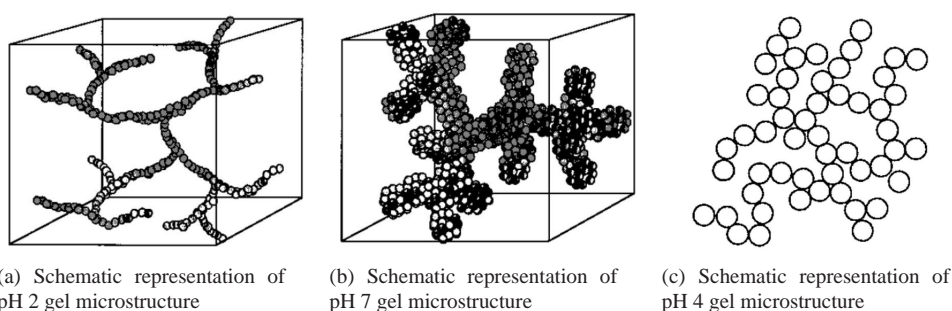 (a) Schematic representation of
pH 2 gel microstructure
(b) Schematic representation of
pH 7 gel microstructure
(c) Schematic representation of
pH 4 gel microstructure